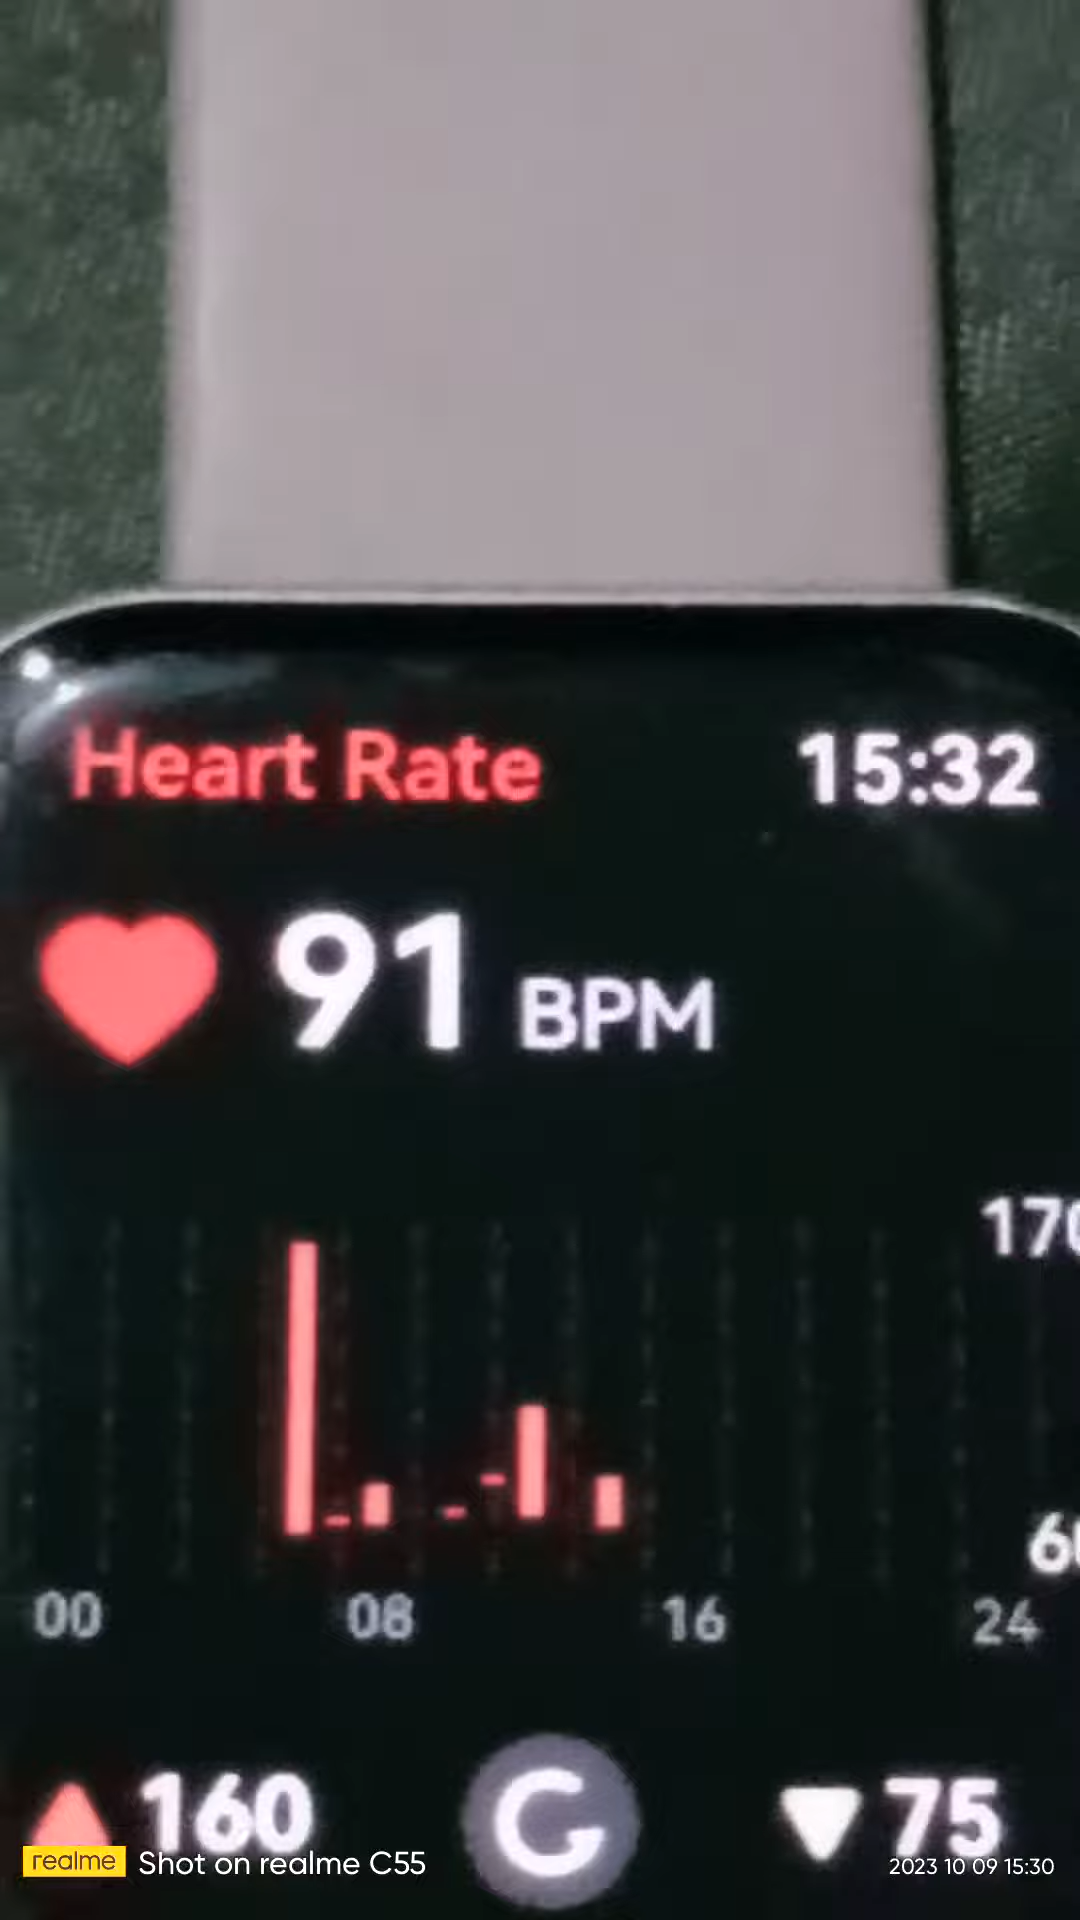 Heart Rate 15:32
91 BPM
170
60
00 08 16 24
160 G 75
realme Shot on realme C55
2023 10 09 15:30